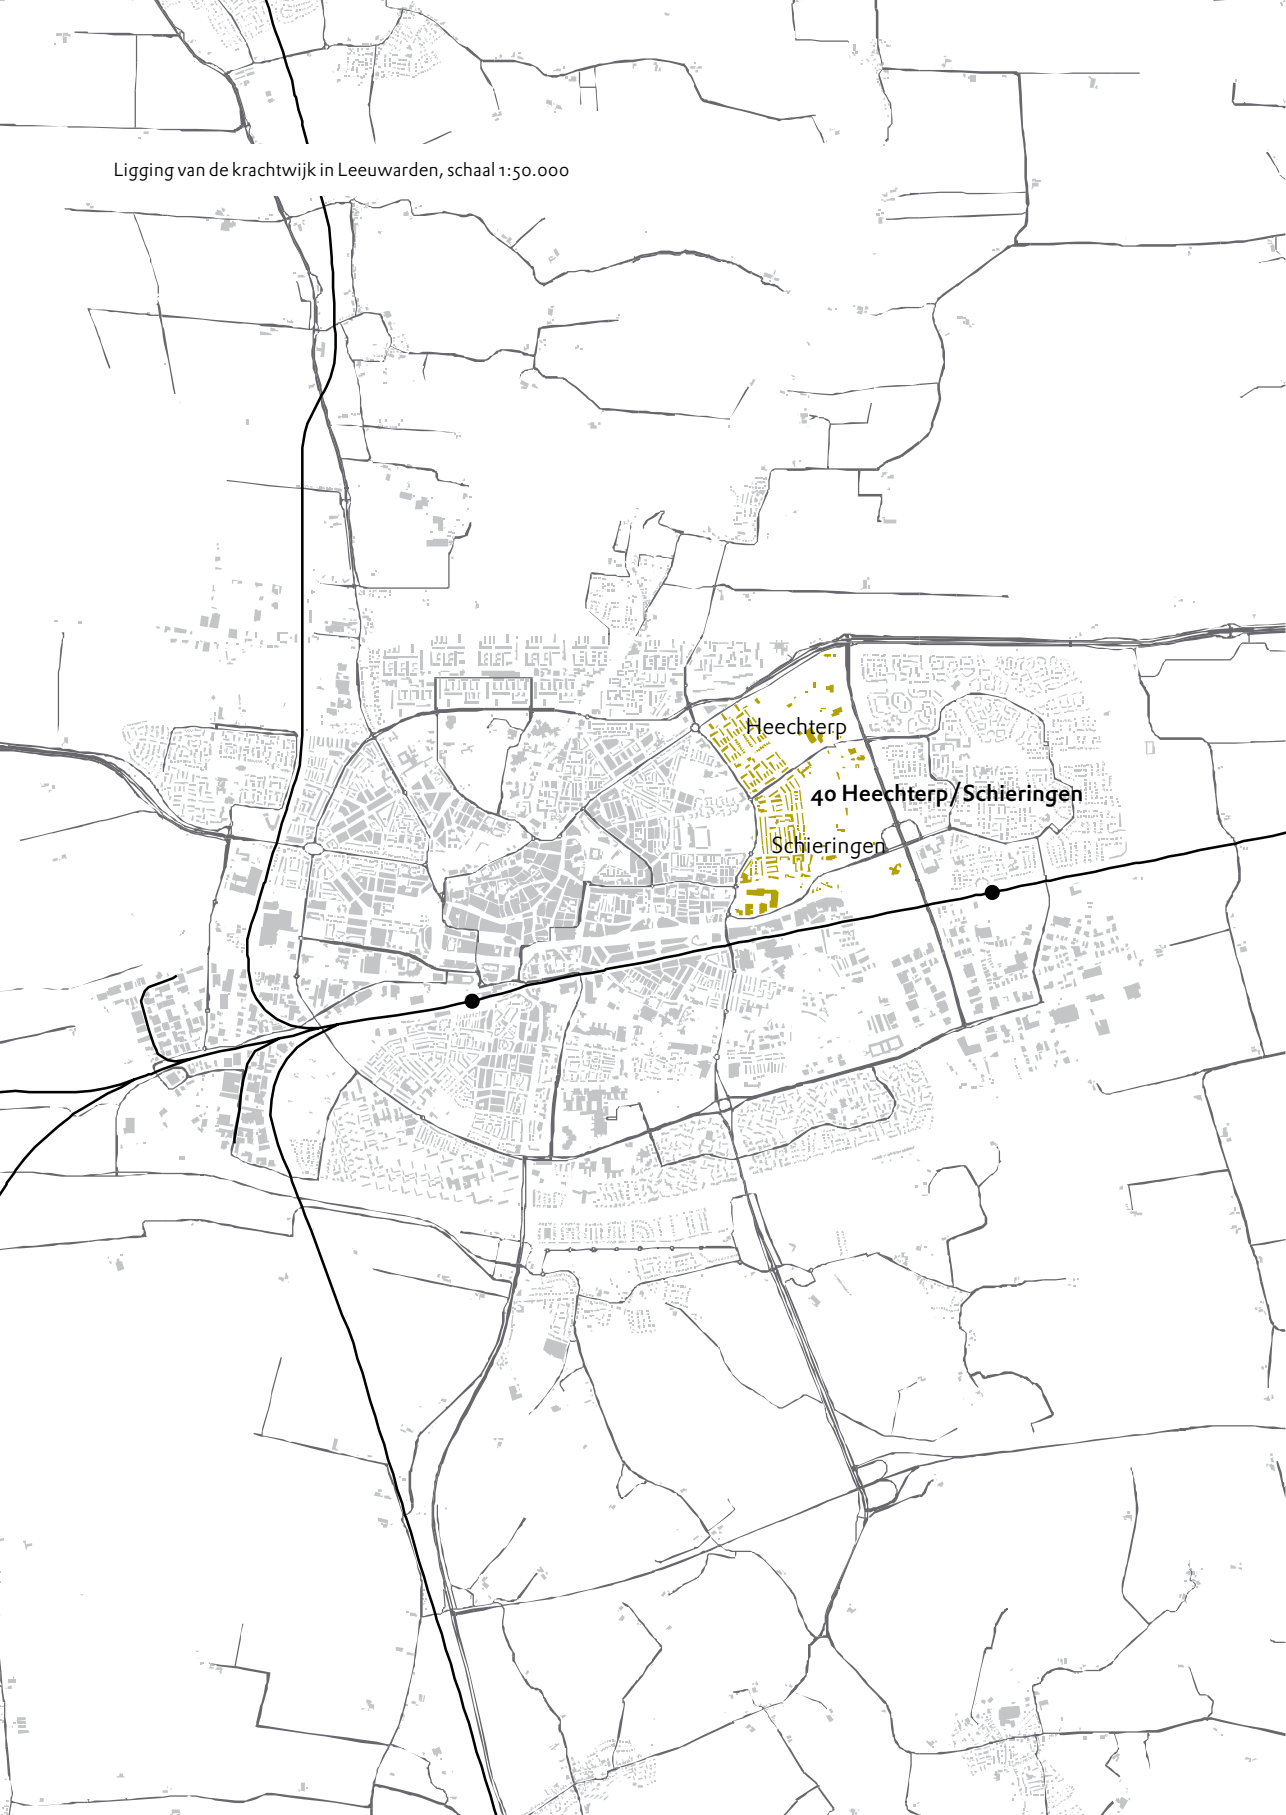 Ligging van de krachtwijk in Leeuwarden, schaal 1:50.000
Heechterp
40 Heechterp/Schieringen
Schieringen